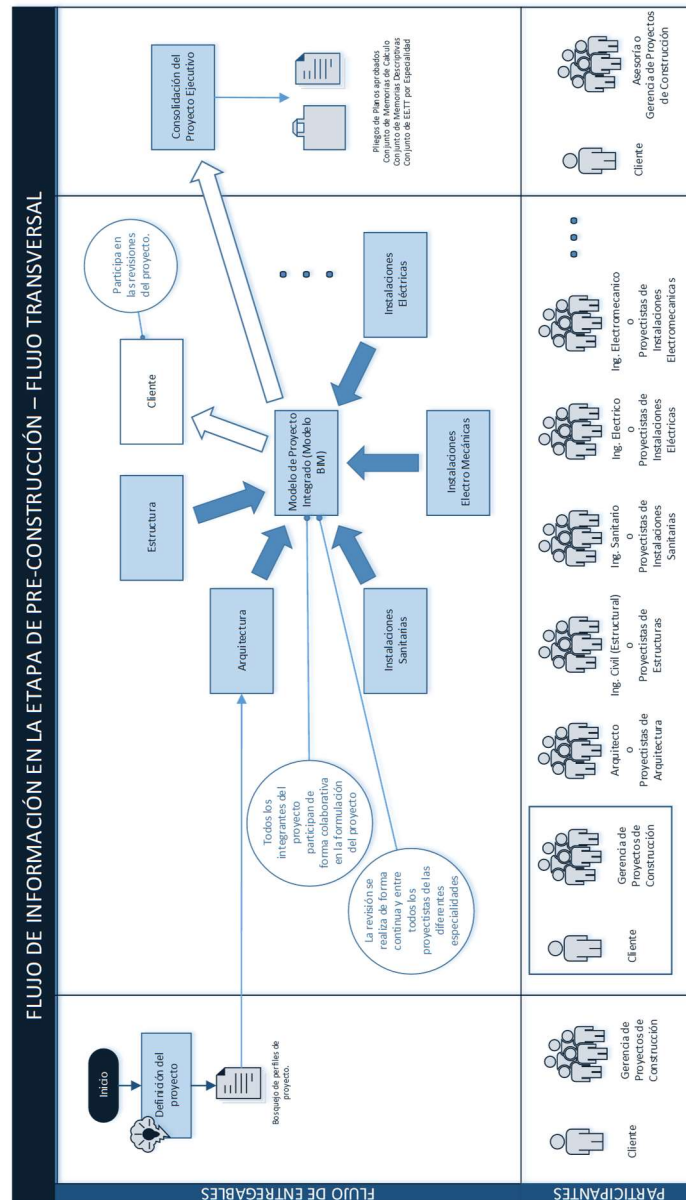 FLUJO DE INFORMACIÓN EN LA ETAPA DE PRE-CONSTRUCCIÓN – FLUJO TRANSVERSAL
FLUJO DE ENTREGABLES
Inicio
Definición del
proyecto
Bosquejo de perfiles de
proyecto.
Todos los
integrantes del
proyecto
participan de
forma colaborativa
en la formulación
del proyecto
La revisión se
realiza de forma
continua y entre
todos los
proyectistas de las
diferentes
especialidades
Arquitectura
Estructura
Cliente
Participa en
las revisiones
del proyecto.
Modelo de Proyecto
Integrado (Modelo
BIM)
Instalaciones
Sanitarias
Instalaciones
Electro Mecánicas
Instalaciones
Eléctricas
Consolidación del
Proyecto Ejecutivo
Pliegos de Planos aprobados
Conjunto de Memorias de Calculo
Conjunto de Memorias Descriptivas
Conjunto de EE.TT por Especialidad
PARTICIPANTES
Cliente
Gerencia de
Proyectos de
Construcción
Cliente
Gerencia de
Proyectos de
Construcción
Arquitecto
o
Proyectistas de
Arquitectura
Ing. Civil (Estructural)
o
Proyectistas de
Estructuras
Ing. Sanitario
o
Proyectistas de
Instalaciones
Sanitarias
Ing. Electrico
o
Proyectistas de
Instalaciones
Eléctricas
Ing. Electromecanico
o
Proyectistas de
Instalaciones
Electromecanicas
Cliente
Asesoría o
Gerencia de Proyectos
de Construcción